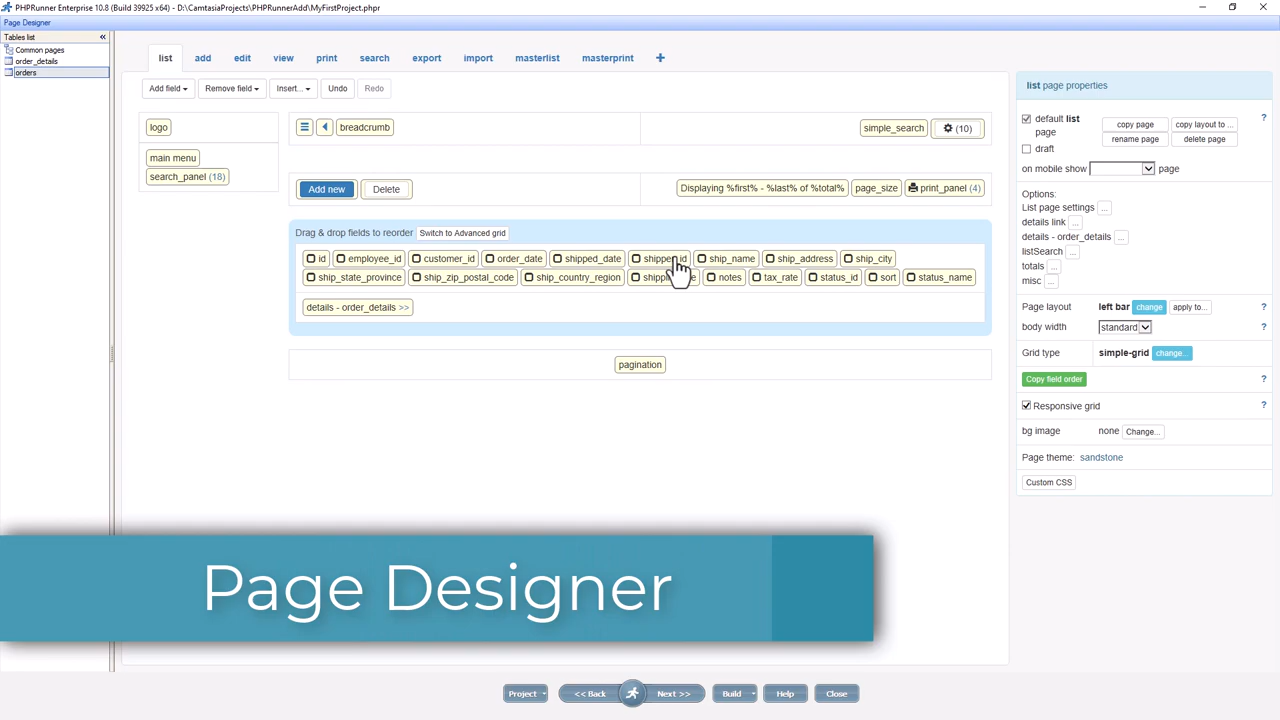 PHPRunner Enterprise 10.8 (Build 39925 x64) - D:\CamtasiaProjects\PHPRunnerAdd\MyFirstProject.phpr
Page Designer
Tables list
Common pages
order_details
orders
list add edit view print search export import masterlist masterprint
Add field Remove field Insert... Undo Redo
logo
main menu
search_panel (18)
breadcrumb
simple_search (10)
Add new Delete
Displaying %first% - %last% of %total% page_size print_panel (4)
Drag & drop fields to reorder Switch to Advanced grid
id employee_id customer_id order_date shipped_date shipper_id ship_name ship_address ship_city
ship_state_province ship_zip_postal_code ship_country_region notes tax_rate status_id sort status_name
details - order_details >>
pagination
list page properties
default list page
copy page copy layout to ...
rename page delete page
?
draft
on mobile show page
Options:
List page settings ...
details link ...
details - order_details ...
listSearch ...
totals ...
misc ...
Page layout left bar change apply to...
body width standard
Grid type simple-grid change...
Copy field order ?
Responsive grid ?
bg image none Change...
Page theme: sandstone
Custom CSS
Page Designer
Project << Back Next >> Build Help Close